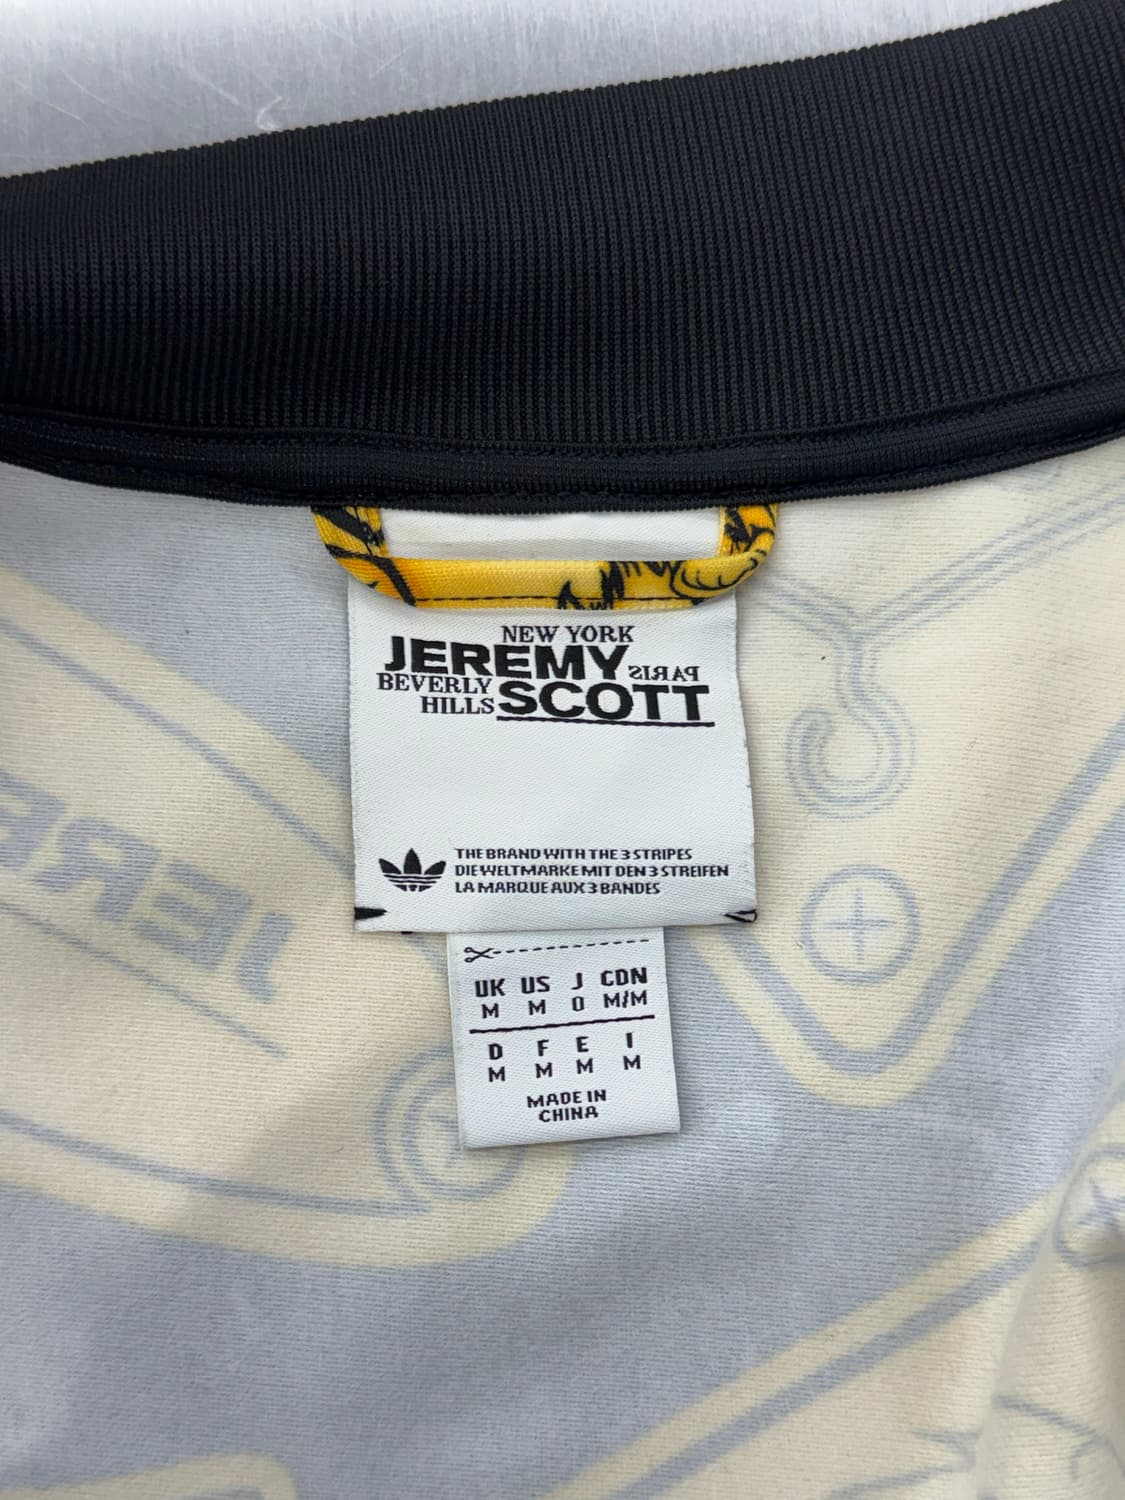 NEW YORK
JEREMY PARIS
BEVERLY
HILLS SCOTT
THE BRAND WITH THE 3 STRIPES
DIE WELTMARKE MIT DEN 3 STREIFEN
LA MARQUE AUX 3 BANDES
UK US J CDN
M M O M/M
D F E I
M M M M
MADE IN
CHINA
JERE